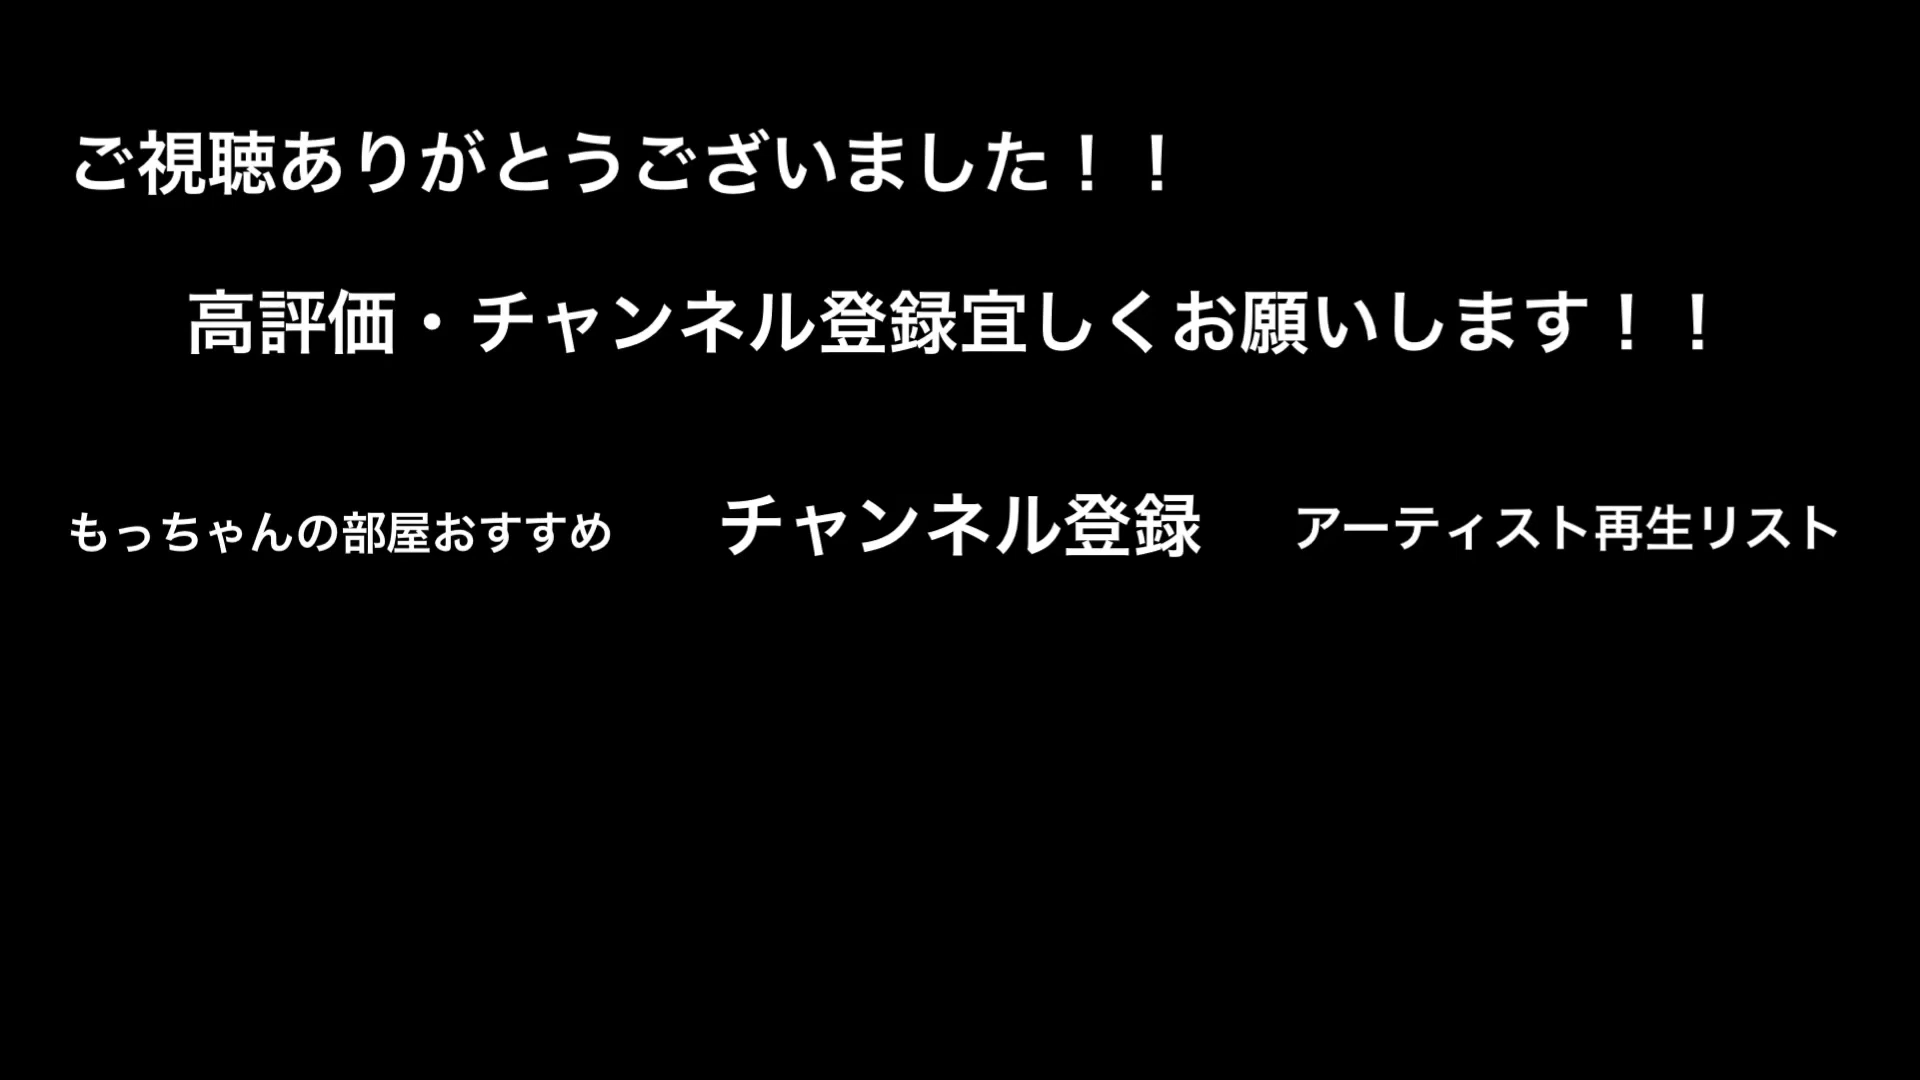 ご視聴ありがとうございました！！
高評価・チャンネル登録宜しくお願いします！！
もっちゃんの部屋おすすめ
チャンネル登録
アーティスト再生リスト